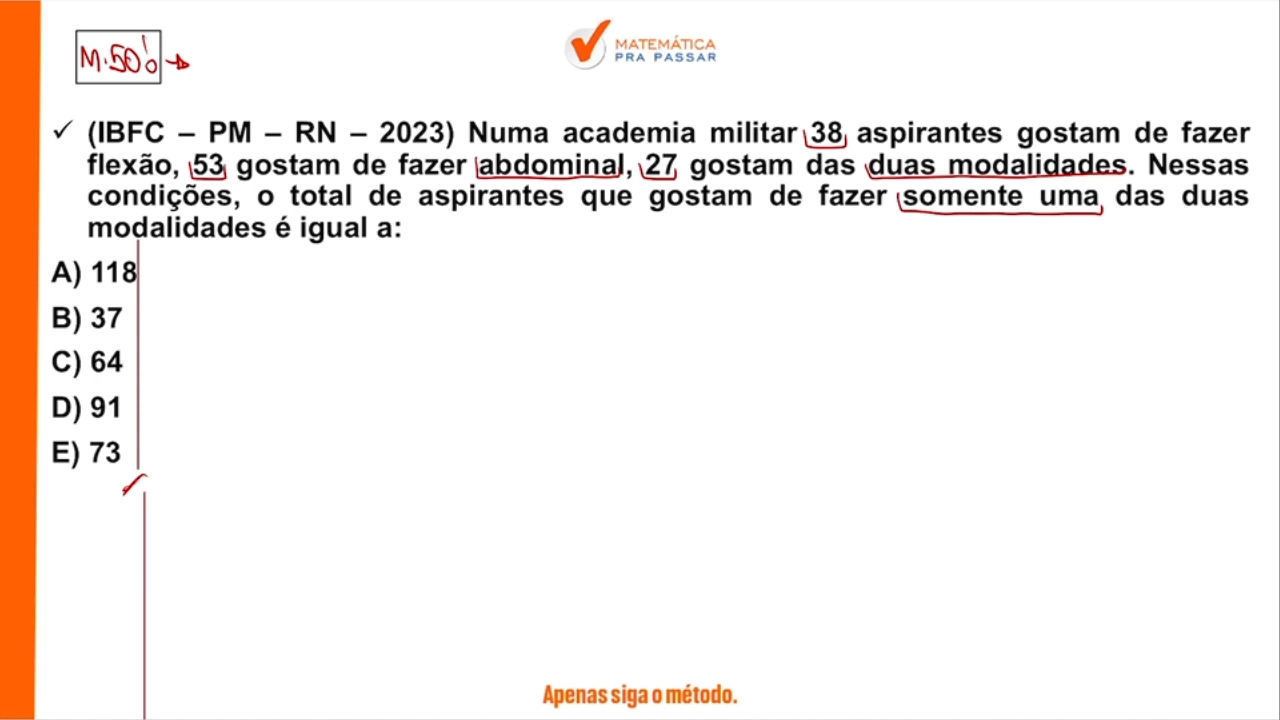 M.50!
MATEMÁTICA
PRA PASSAR
✓ (IBFC – PM – RN – 2023) Numa academia militar 38 aspirantes gostam de fazer
flexão, 53 gostam de fazer abdominal, 27 gostam das duas modalidades. Nessas
condições, o total de aspirantes que gostam de fazer somente uma das duas
modalidades é igual a:
A) 118
B) 37
C) 64
D) 91
E) 73
Apenas siga o método.